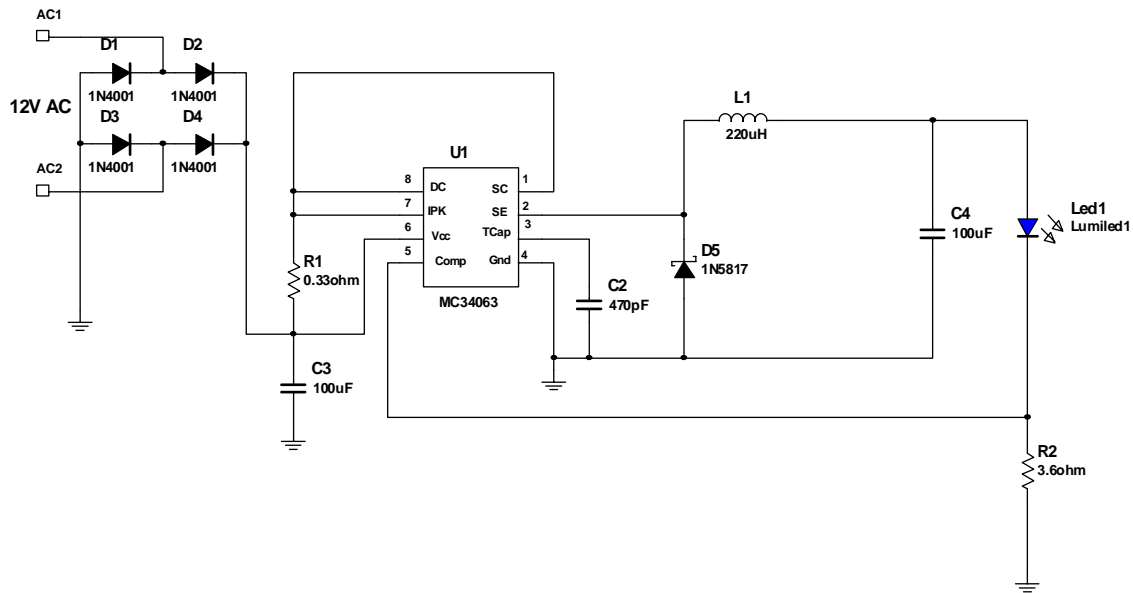 AC1
D1
D2
1N4001
1N4001
12V AC
D3
D4
1N4001
1N4001
AC2
L1
220uH
U1
8
DC
SC
1
7
IPK
SE
2
6
Vcc
TCap
3
5
Comp
Gnd
4
MC34063
R1
0.33ohm
C2
470pF
D5
1N5817
C4
100uF
Led1
Lumiled1
C3
100uF
R2
3.6ohm